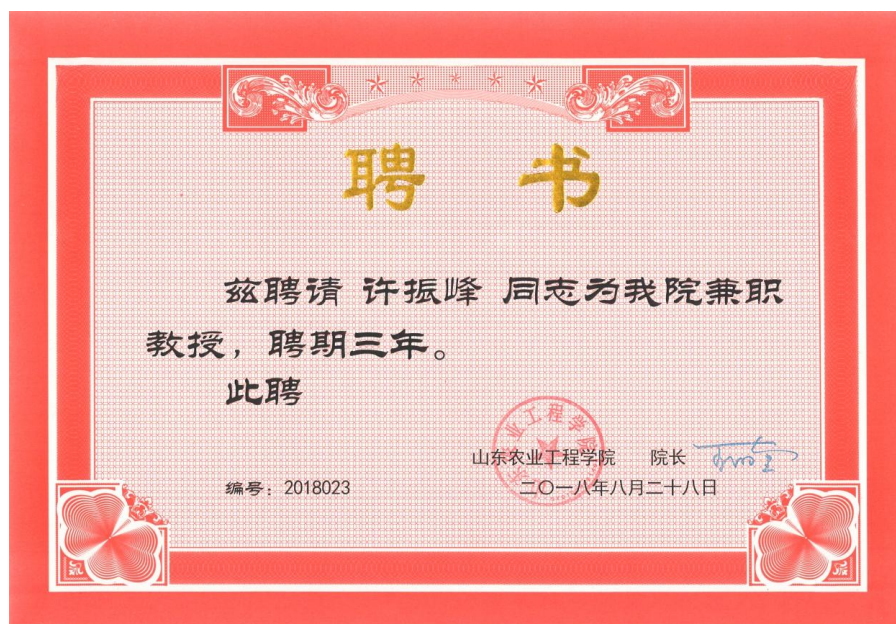 聘 书
兹聘请 许振峰 同志为我院兼职
教授，聘期三年。
此聘
山东农业工程学院 院长
编号：2018023
二〇一八年八月二十八日